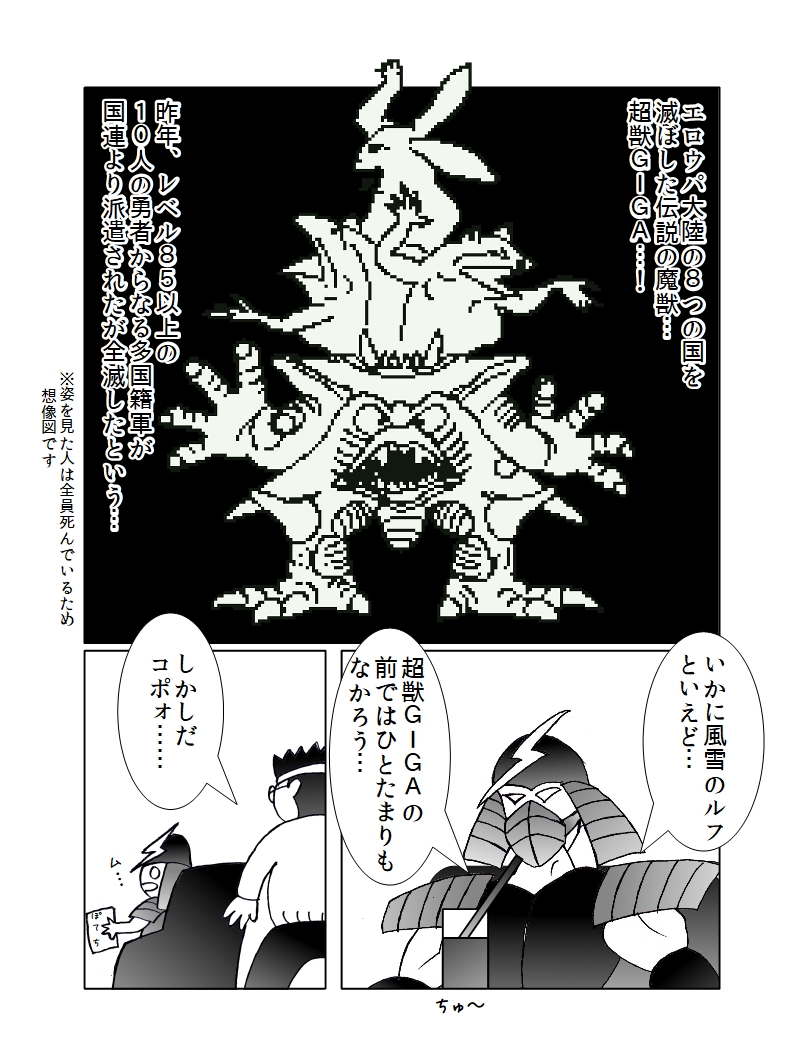 エロウパ大陸の８つの国を
滅ぼした伝説の魔獣…
超獣ＧＩＧＡ…！
昨年、レベル８５以上の
１０人の勇者からなる多国籍軍が
国連より派遣されたが全滅したという…
※姿を見た人は全員死んでいるため
想像図です
いかに風雪のルフ
といえど…
超獣ＧＩＧＡの
前ではひとたまりも
なかろう…
ちゅ〜
しかしだ
コポォ……
ム…
ぽてち